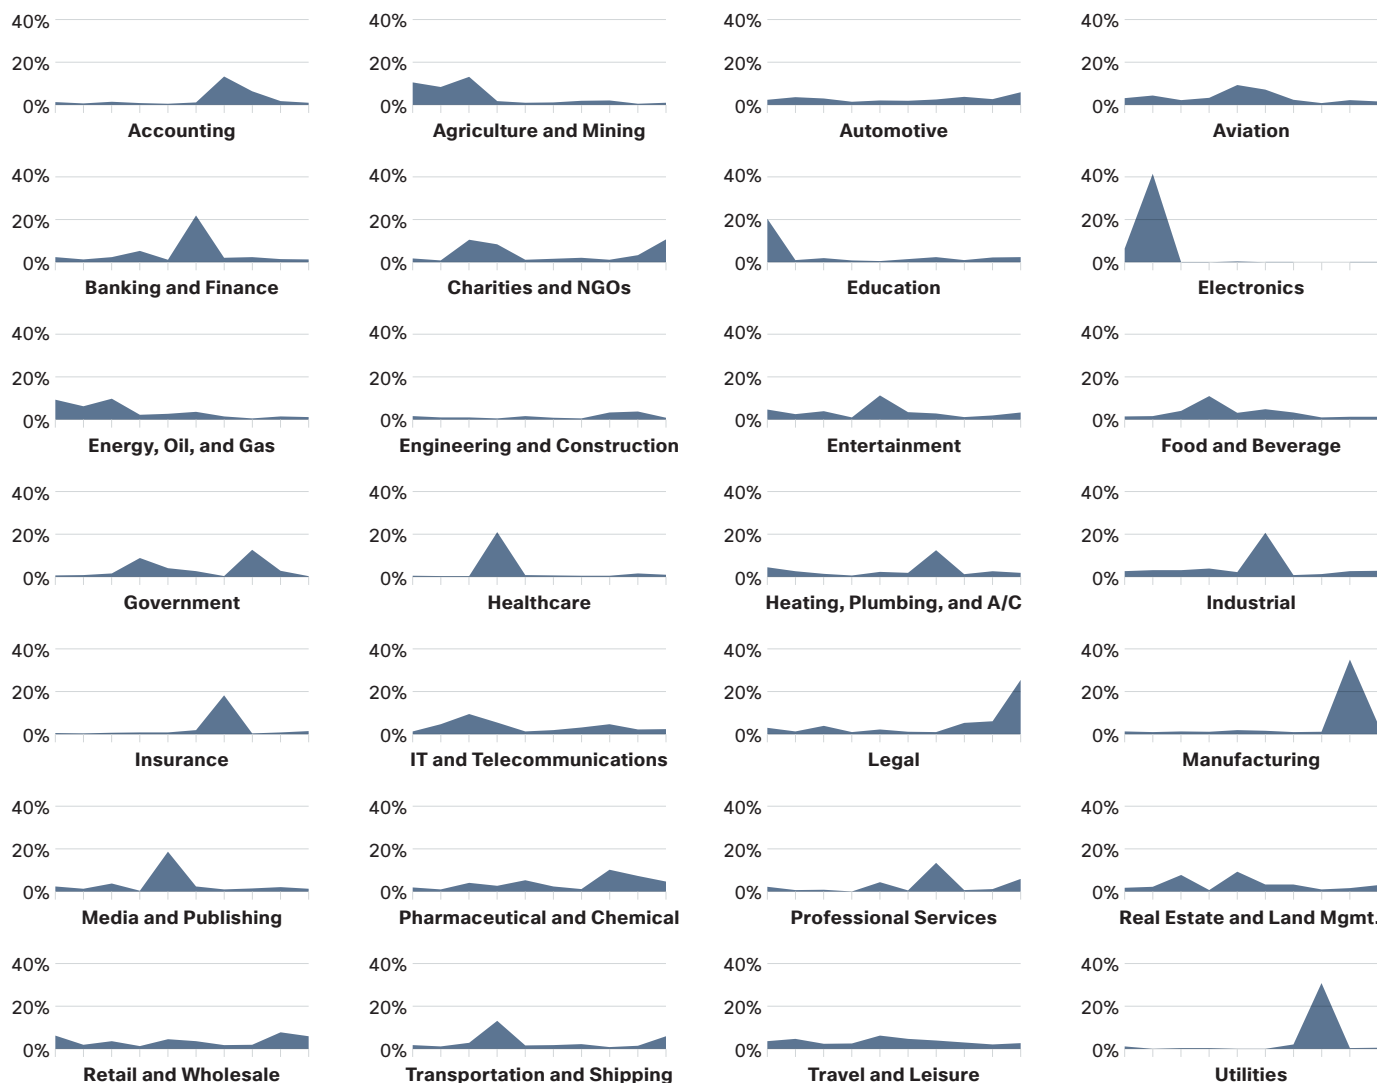 40% 40% 40% 40%
20% 20% 20% 20%
0% 0% 0% 0%
Accounting Agriculture and Mining Automotive Aviation
40% 40% 40% 40%
20% 20% 20% 20%
0% 0% 0% 0%
Banking and Finance Charities and NGOs Education Electronics
40% 40% 40% 40%
20% 20% 20% 20%
0% 0% 0% 0%
Energy, Oil, and Gas Engineering and Construction Entertainment Food and Beverage
40% 40% 40% 40%
20% 20% 20% 20%
0% 0% 0% 0%
Government Healthcare Heating, Plumbing, and A/C Industrial
40% 40% 40% 40%
20% 20% 20% 20%
0% 0% 0% 0%
Insurance IT and Telecommunications Legal Manufacturing
40% 40% 40% 40%
20% 20% 20% 20%
0% 0% 0% 0%
Media and Publishing Pharmaceutical and Chemical Professional Services Real Estate and Land Mgmt.
40% 40% 40% 40%
20% 20% 20% 20%
0% 0% 0% 0%
Retail and Wholesale Transportation and Shipping Travel and Leisure Utilities